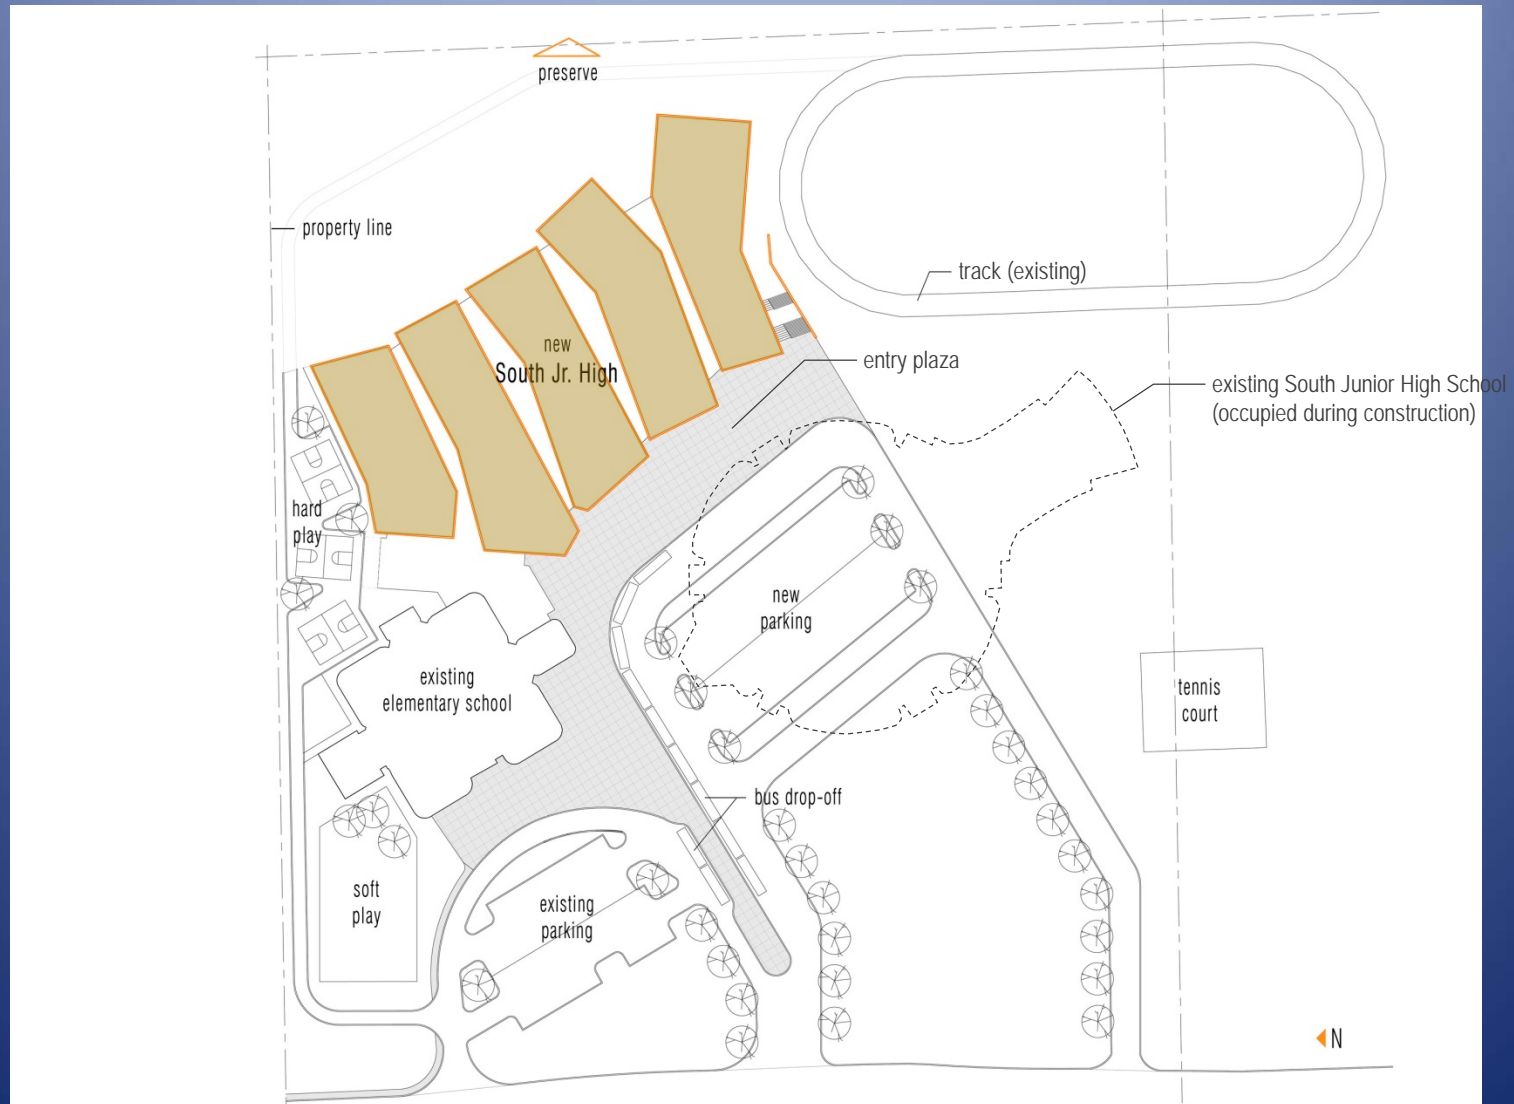 preserve
property line
track (existing)
new
South Jr. High
entry plaza
existing South Junior High School
(occupied during construction)
hard
play
new
parking
existing
elementary school
tennis
court
bus drop-off
soft
play
existing
parking
N